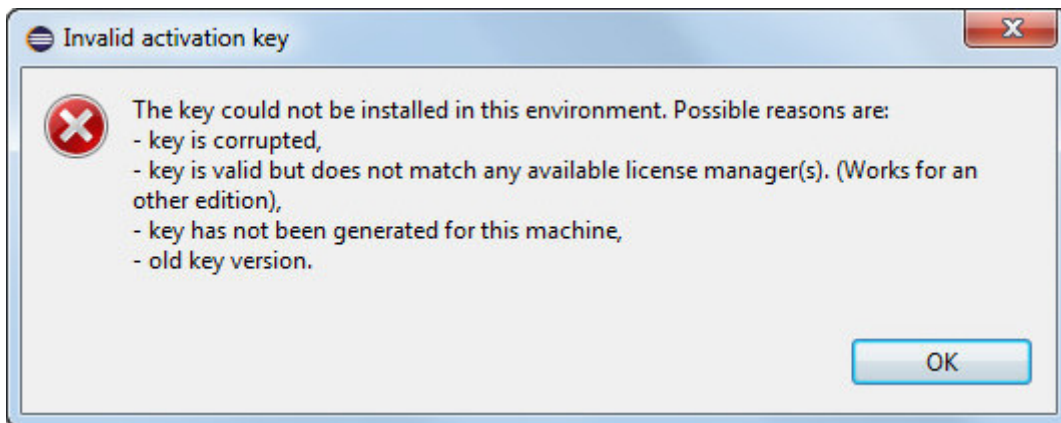 Invalid activation key
The key could not be installed in this environment. Possible reasons are:
- key is corrupted,
- key is valid but does not match any available license manager(s). (Works for an
other edition),
- key has not been generated for this machine,
- old key version.
OK